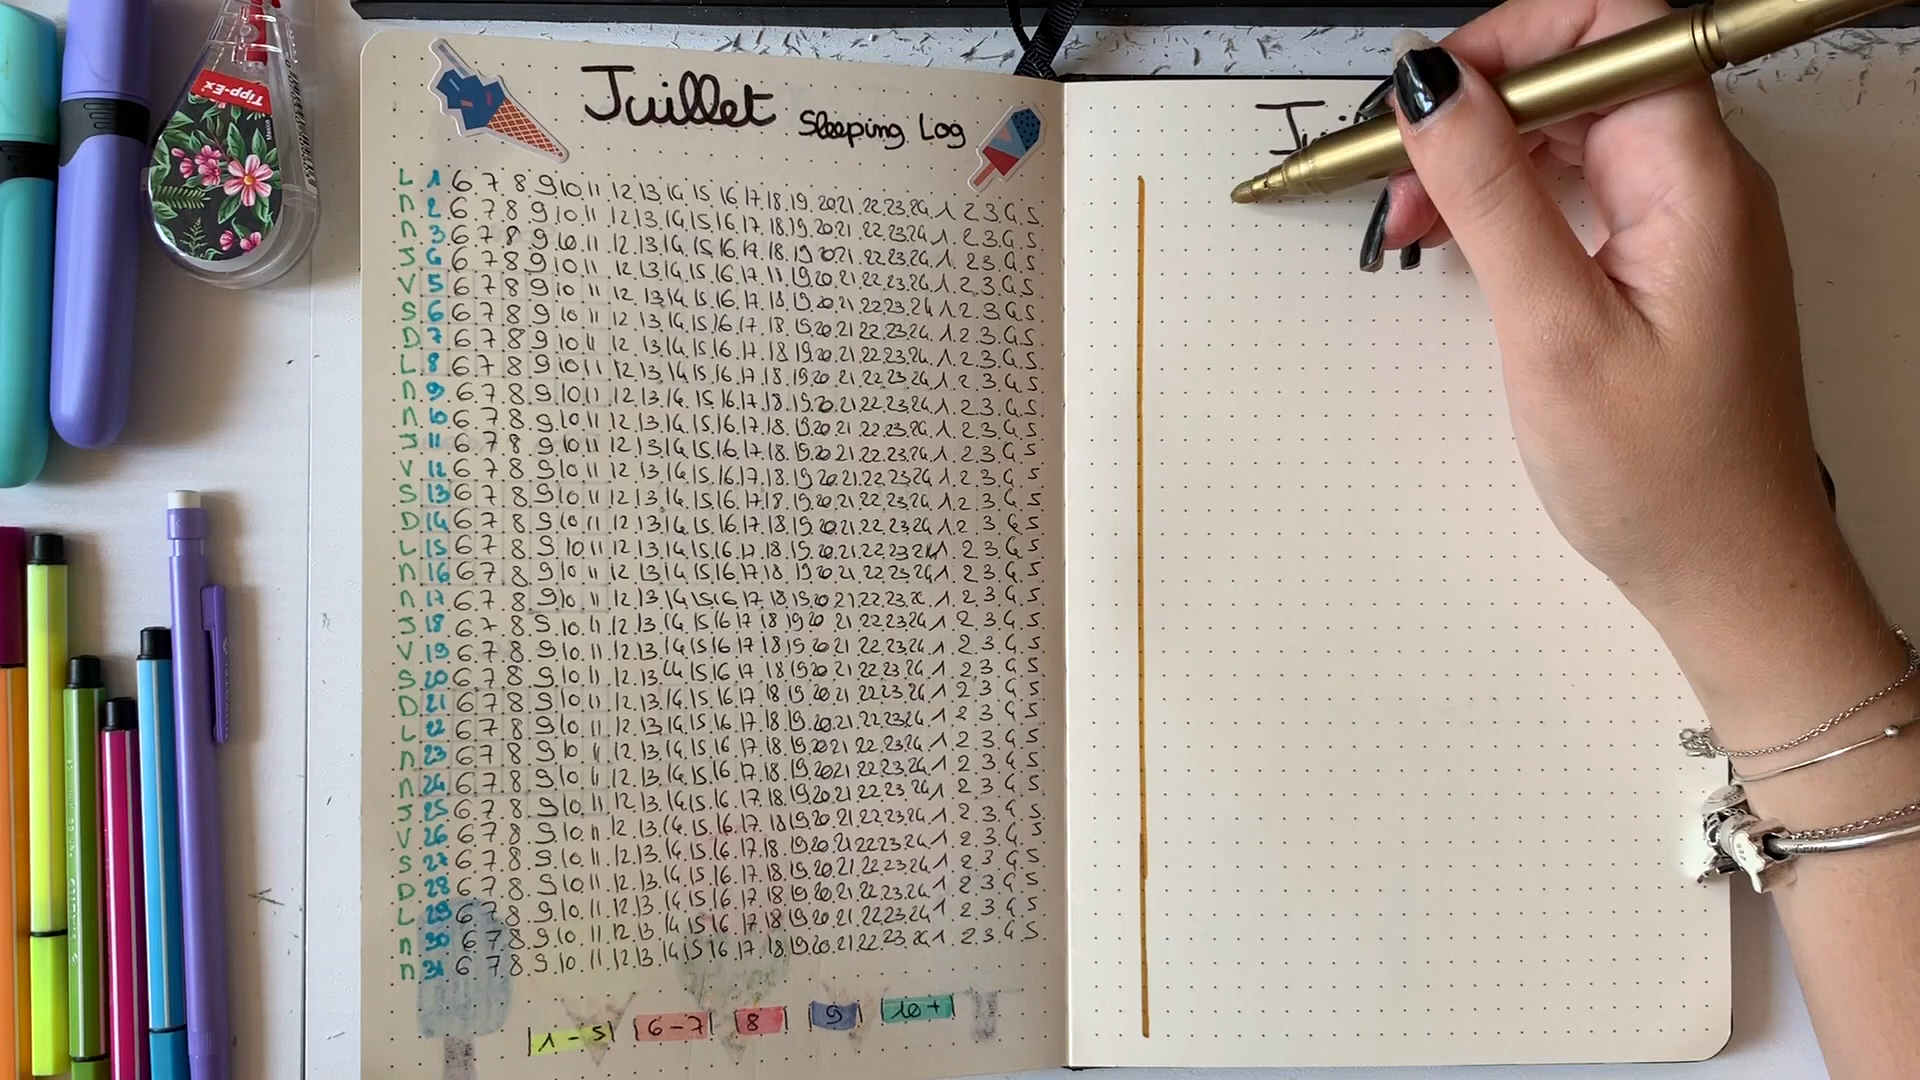 Tipp-Ex
Juillet Sleeping Log
L 1 6 7 8 9 10 11 12 13 14 15 16 17 18 19 20 21 22 23 24 1 2 3 4 5
M 2 6 7 8 9 10 11 12 13 14 15 16 17 18 19 20 21 22 23 24 1 2 3 4 5
M 3 6 7 8 9 10 11 12 13 14 15 16 17 18 19 20 21 22 23 24 1 2 3 4 5
J 4 6 7 8 9 10 11 12 13 14 15 16 17 18 19 20 21 22 23 24 1 2 3 4 5
V 5 6 7 8 9 10 11 12 13 14 15 16 17 18 19 20 21 22 23 24 1 2 3 4 5
S 6 6 7 8 9 10 11 12 13 14 15 16 17 18 19 20 21 22 23 24 1 2 3 4 5
D 7 6 7 8 9 10 11 12 13 14 15 16 17 18 19 20 21 22 23 24 1 2 3 4 5
L 8 6 7 8 9 10 11 12 13 14 15 16 17 18 19 20 21 22 23 24 1 2 3 4 5
M 9 6 7 8 9 10 11 12 13 14 15 16 17 18 19 20 21 22 23 24 1 2 3 4 5
M 10 6 7 8 9 10 11 12 13 14 15 16 17 18 19 20 21 22 23 24 1 2 3 4 5
J 11 6 7 8 9 10 11 12 13 14 15 16 17 18 19 20 21 22 23 24 1 2 3 4 5
V 12 6 7 8 9 10 11 12 13 14 15 16 17 18 19 20 21 22 23 24 1 2 3 4 5
S 13 6 7 8 9 10 11 12 13 14 15 16 17 18 19 20 21 22 23 24 1 2 3 4 5
D 14 6 7 8 9 10 11 12 13 14 15 16 17 18 19 20 21 22 23 24 1 2 3 4 5
L 15 6 7 8 9 10 11 12 13 14 15 16 17 18 19 20 21 22 23 24 1 2 3 4 5
M 16 6 7 8 9 10 11 12 13 14 15 16 17 18 19 20 21 22 23 24 1 2 3 4 5
M 17 6 7 8 9 10 11 12 13 14 15 16 17 18 19 20 21 22 23 24 1 2 3 4 5
J 18 6 7 8 9 10 11 12 13 14 15 16 17 18 19 20 21 22 23 24 1 2 3 4 5
V 19 6 7 8 9 10 11 12 13 14 15 16 17 18 19 20 21 22 23 24 1 2 3 4 5
S 20 6 7 8 9 10 11 12 13 14 15 16 17 18 19 20 21 22 23 24 1 2 3 4 5
D 21 6 7 8 9 10 11 12 13 14 15 16 17 18 19 20 21 22 23 24 1 2 3 4 5
L 22 6 7 8 9 10 11 12 13 14 15 16 17 18 19 20 21 22 23 24 1 2 3 4 5
M 23 6 7 8 9 10 11 12 13 14 15 16 17 18 19 20 21 22 23 24 1 2 3 4 5
M 24 6 7 8 9 10 11 12 13 14 15 16 17 18 19 20 21 22 23 24 1 2 3 4 5
J 25 6 7 8 9 10 11 12 13 14 15 16 17 18 19 20 21 22 23 24 1 2 3 4 5
V 26 6 7 8 9 10 11 12 13 14 15 16 17 18 19 20 21 22 23 24 1 2 3 4 5
S 27 6 7 8 9 10 11 12 13 14 15 16 17 18 19 20 21 22 23 24 1 2 3 4 5
D 28 6 7 8 9 10 11 12 13 14 15 16 17 18 19 20 21 22 23 24 1 2 3 4 5
L 29 6 7 8 9 10 11 12 13 14 15 16 17 18 19 20 21 22 23 24 1 2 3 4 5
M 30 6 7 8 9 10 11 12 13 14 15 16 17 18 19 20 21 22 23 24 1 2 3 4 5
M 31 6 7 8 9 10 11 12 13 14 15 16 17 18 19 20 21 22 23 24 1 2 3 4 5
1 - 5 6 - 7 8 9 10 +
Jui